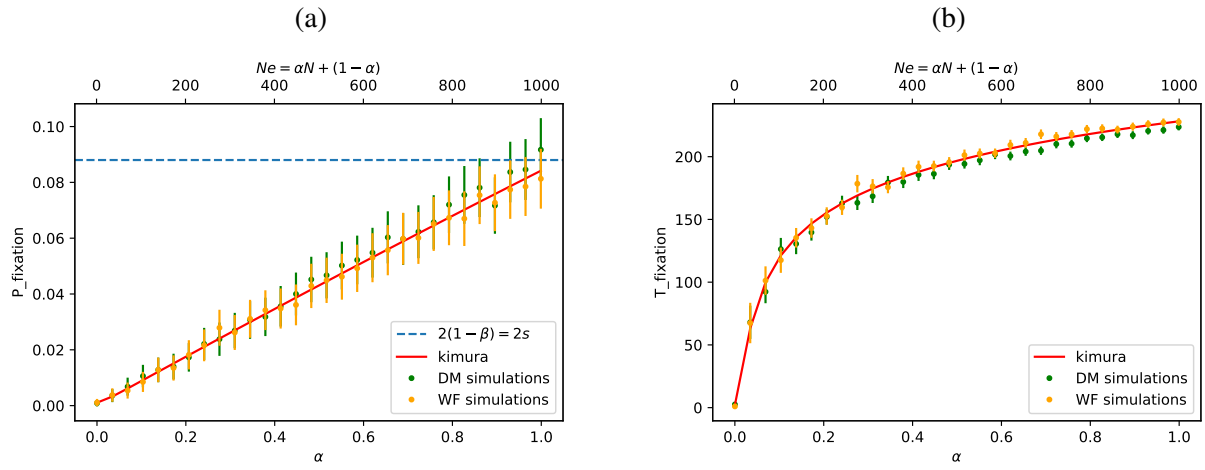 (a)
Ne = αN + (1 − α)
0 200 400 600 800 1000
P_fixation
0.10
0.08
0.06
0.04
0.02
0.00
2(1 − β) = 2s
kimura
DM simulations
WF simulations
0.0 0.2 0.4 0.6 0.8 1.0
α
(b)
Ne = αN + (1 − α)
0 200 400 600 800 1000
T_fixation
200
150
100
50
0
kimura
DM simulations
WF simulations
0.0 0.2 0.4 0.6 0.8 1.0
α